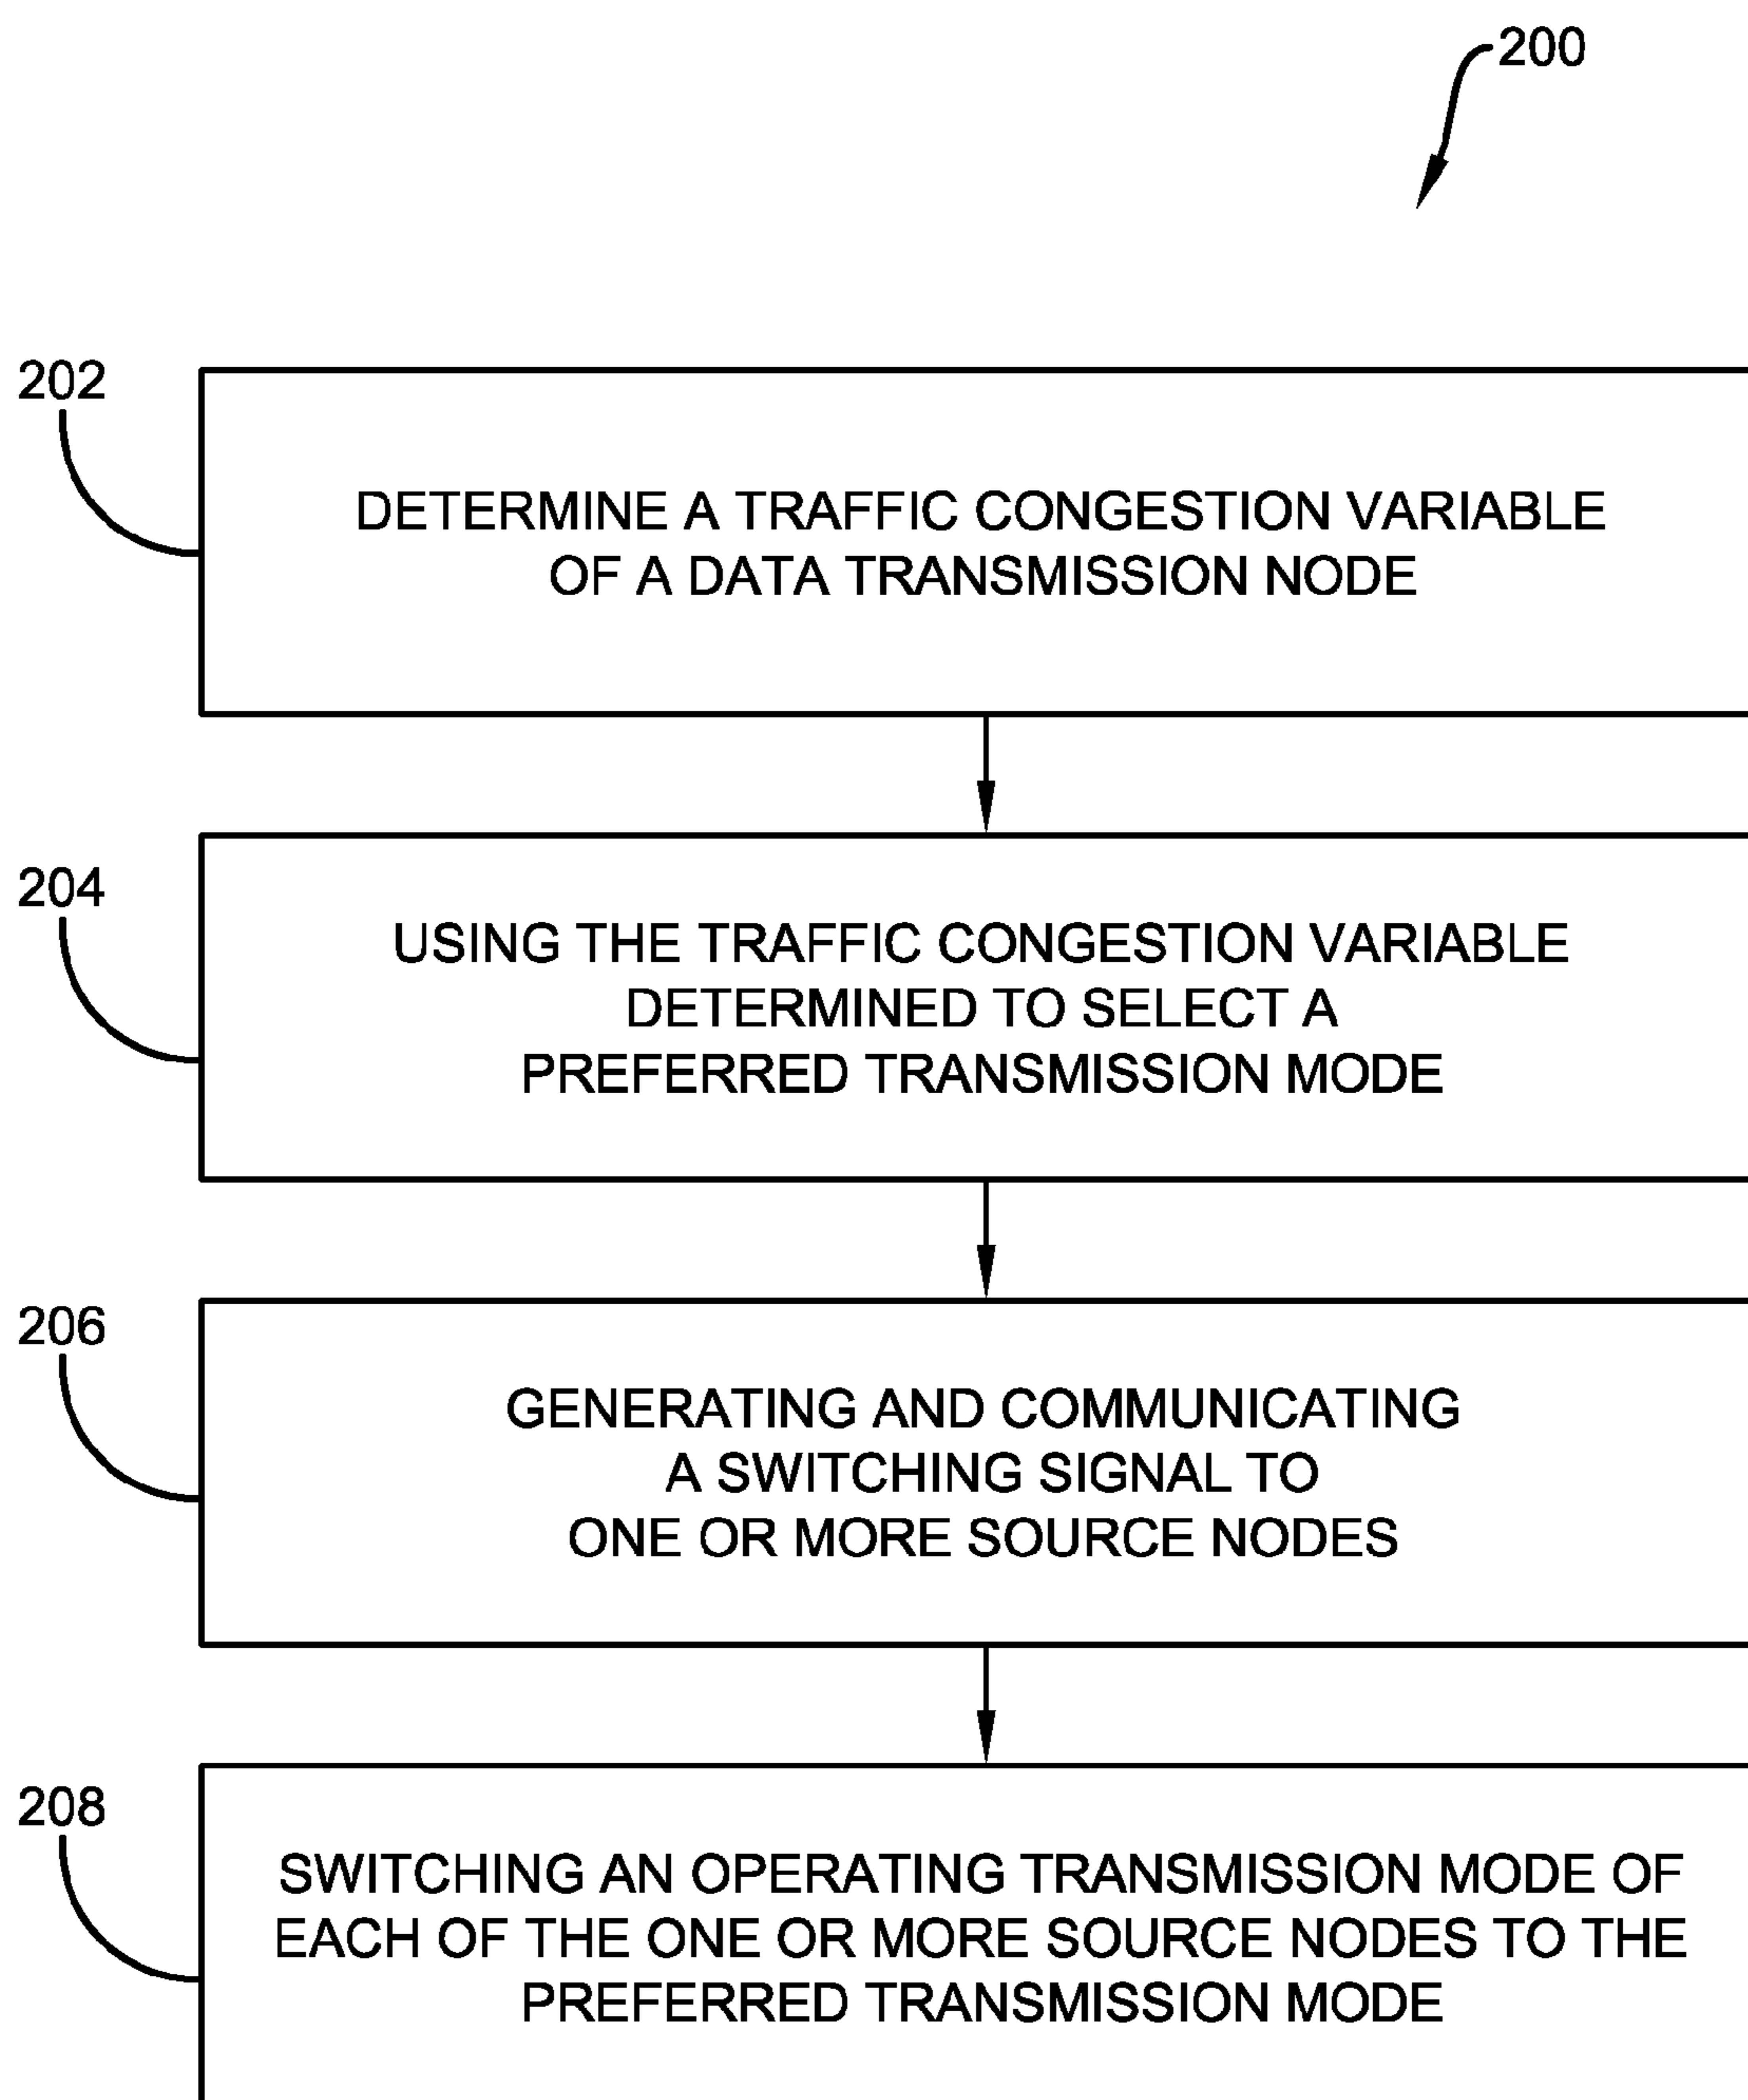 200
202
DETERMINE A TRAFFIC CONGESTION VARIABLE
OF A DATA TRANSMISSION NODE
204
USING THE TRAFFIC CONGESTION VARIABLE
DETERMINED TO SELECT A
PREFERRED TRANSMISSION MODE
206
GENERATING AND COMMUNICATING
A SWITCHING SIGNAL TO
ONE OR MORE SOURCE NODES
208
SWITCHING AN OPERATING TRANSMISSION MODE OF
EACH OF THE ONE OR MORE SOURCE NODES TO THE
PREFERRED TRANSMISSION MODE